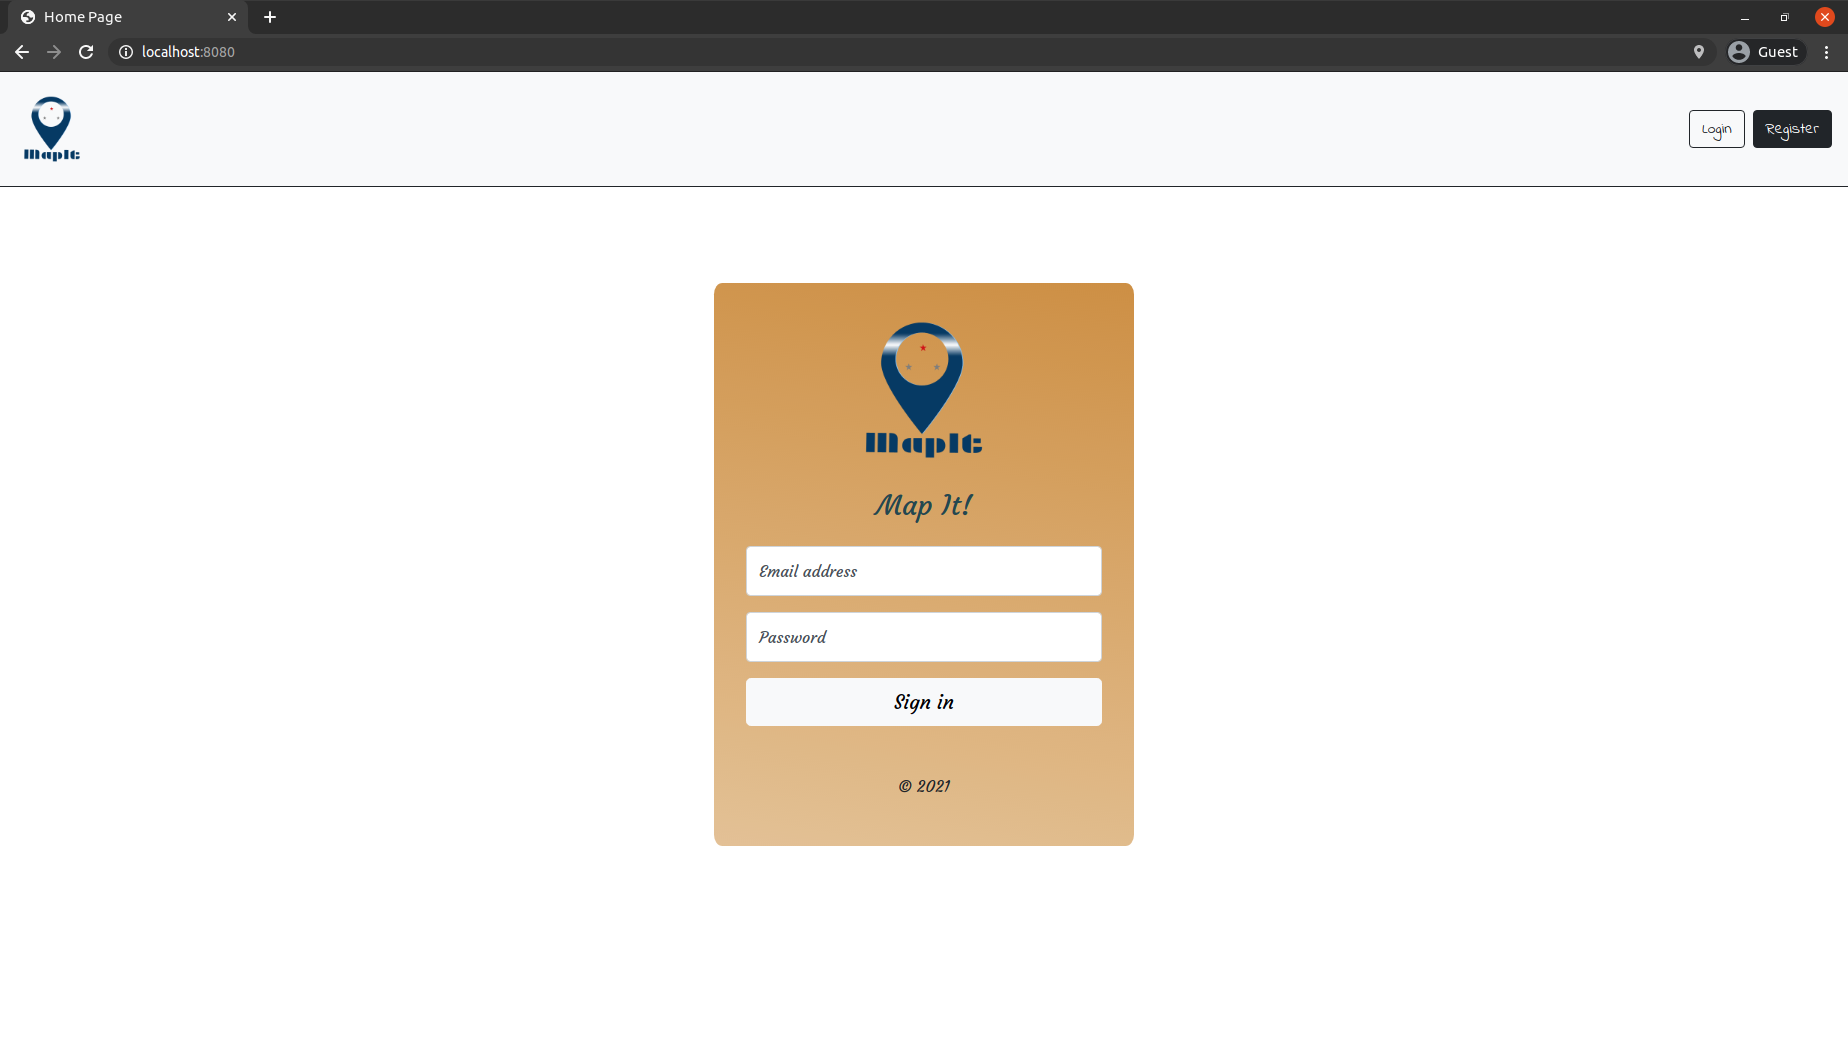 Home Page
localhost:8080
Guest
MapIt
Login
Register
MapIt
Map It!
Email address
Password
Sign in
© 2021